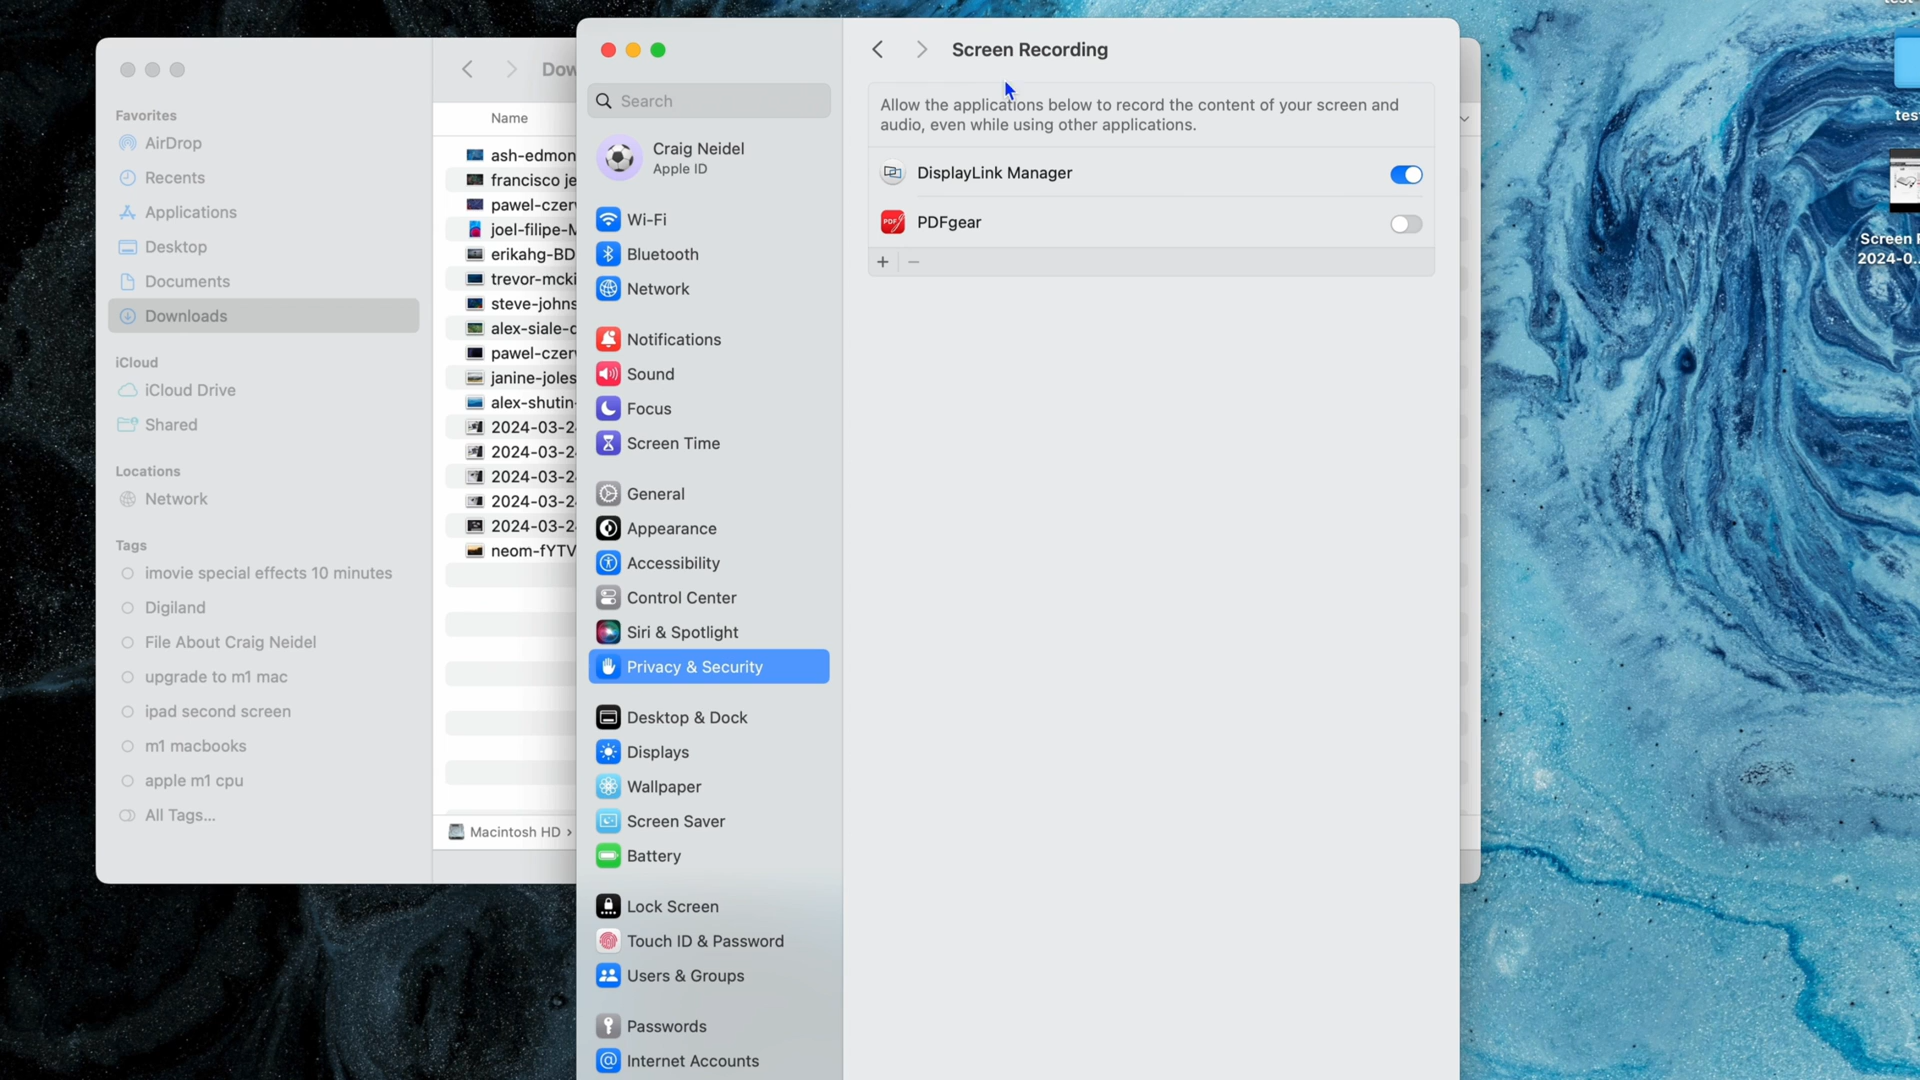 Favorites
AirDrop
Recents
Applications
Desktop
Documents
Downloads
iCloud
iCloud Drive
Shared
Locations
Network
Tags
imovie special effects 10 minutes
Digiland
File About Craig Neidel
upgrade to m1 mac
ipad second screen
m1 macbooks
apple m1 cpu
All Tags...
Dow
Name
ash-edmon
francisco je
pawel-czer
joel-filipe-
erikahg-BD
trevor-mcki
steve-johns
alex-siale-
pawel-czer
janine-joles
alex-shutin-
2024-03-2
2024-03-2
2024-03-2
2024-03-2
2024-03-2
neom-fYTV
Macintosh HD ›
Search
Craig Neidel
Apple ID
Wi-Fi
Bluetooth
Network
Notifications
Sound
Focus
Screen Time
General
Appearance
Accessibility
Control Center
Siri & Spotlight
Privacy & Security
Desktop & Dock
Displays
Wallpaper
Screen Saver
Battery
Lock Screen
Touch ID & Password
Users & Groups
Passwords
Internet Accounts
Screen Recording
Allow the applications below to record the content of your screen and
audio, even while using other applications.
DisplayLink Manager
PDF
PDFgear
+ −
tes
Screen
2024-0...